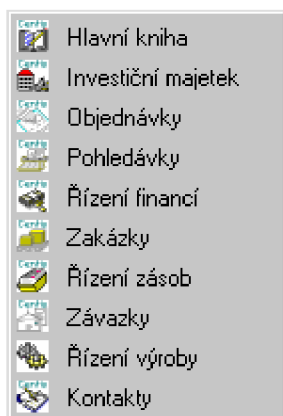 Hlavní kniha
Investiční majetek
Objednávky
Pohledávky
Řízení financí
Zakázky
Řízení zásob
Závazky
Řízení výroby
Kontakty